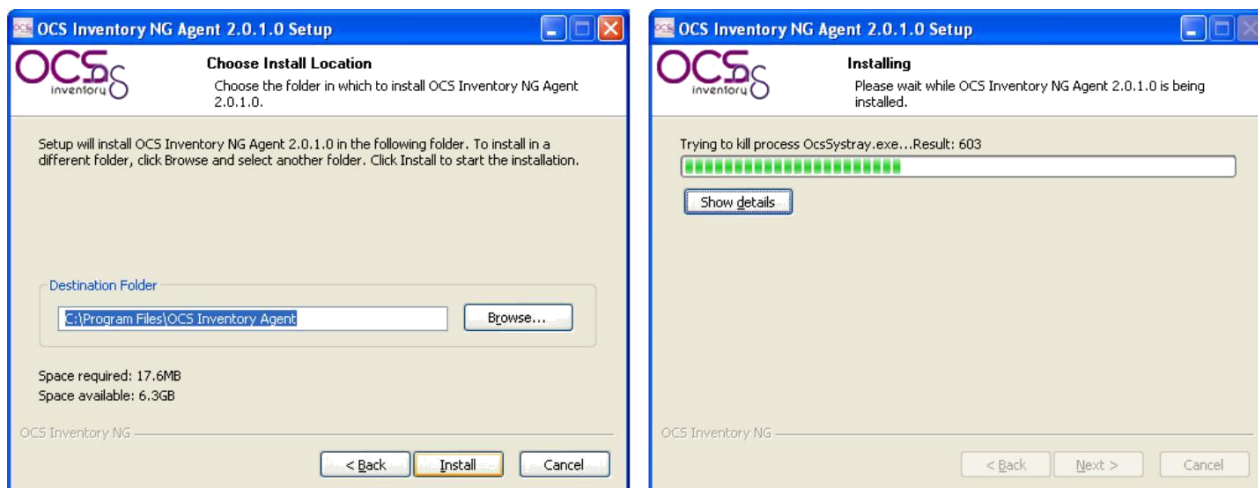 OCS Inventory NG Agent 2.0.1.0 Setup
OCS
inventory
NG
Choose Install Location
Choose the folder in which to install OCS Inventory NG Agent
2.0.1.0.
Setup will install OCS Inventory NG Agent 2.0.1.0 in the following folder. To install in a
different folder, click Browse and select another folder. Click Install to start the installation.
Destination Folder
C:\Program Files\OCS Inventory Agent
Browse...
Space required: 17.6MB
Space available: 6.3GB
OCS Inventory NG
< Back
Install
Cancel
OCS Inventory NG Agent 2.0.1.0 Setup
OCS
inventory
NG
Installing
Please wait while OCS Inventory NG Agent 2.0.1.0 is being
installed.
Trying to kill process OcsSystray.exe...Result: 603
Show details
OCS Inventory NG
< Back
Next >
Cancel